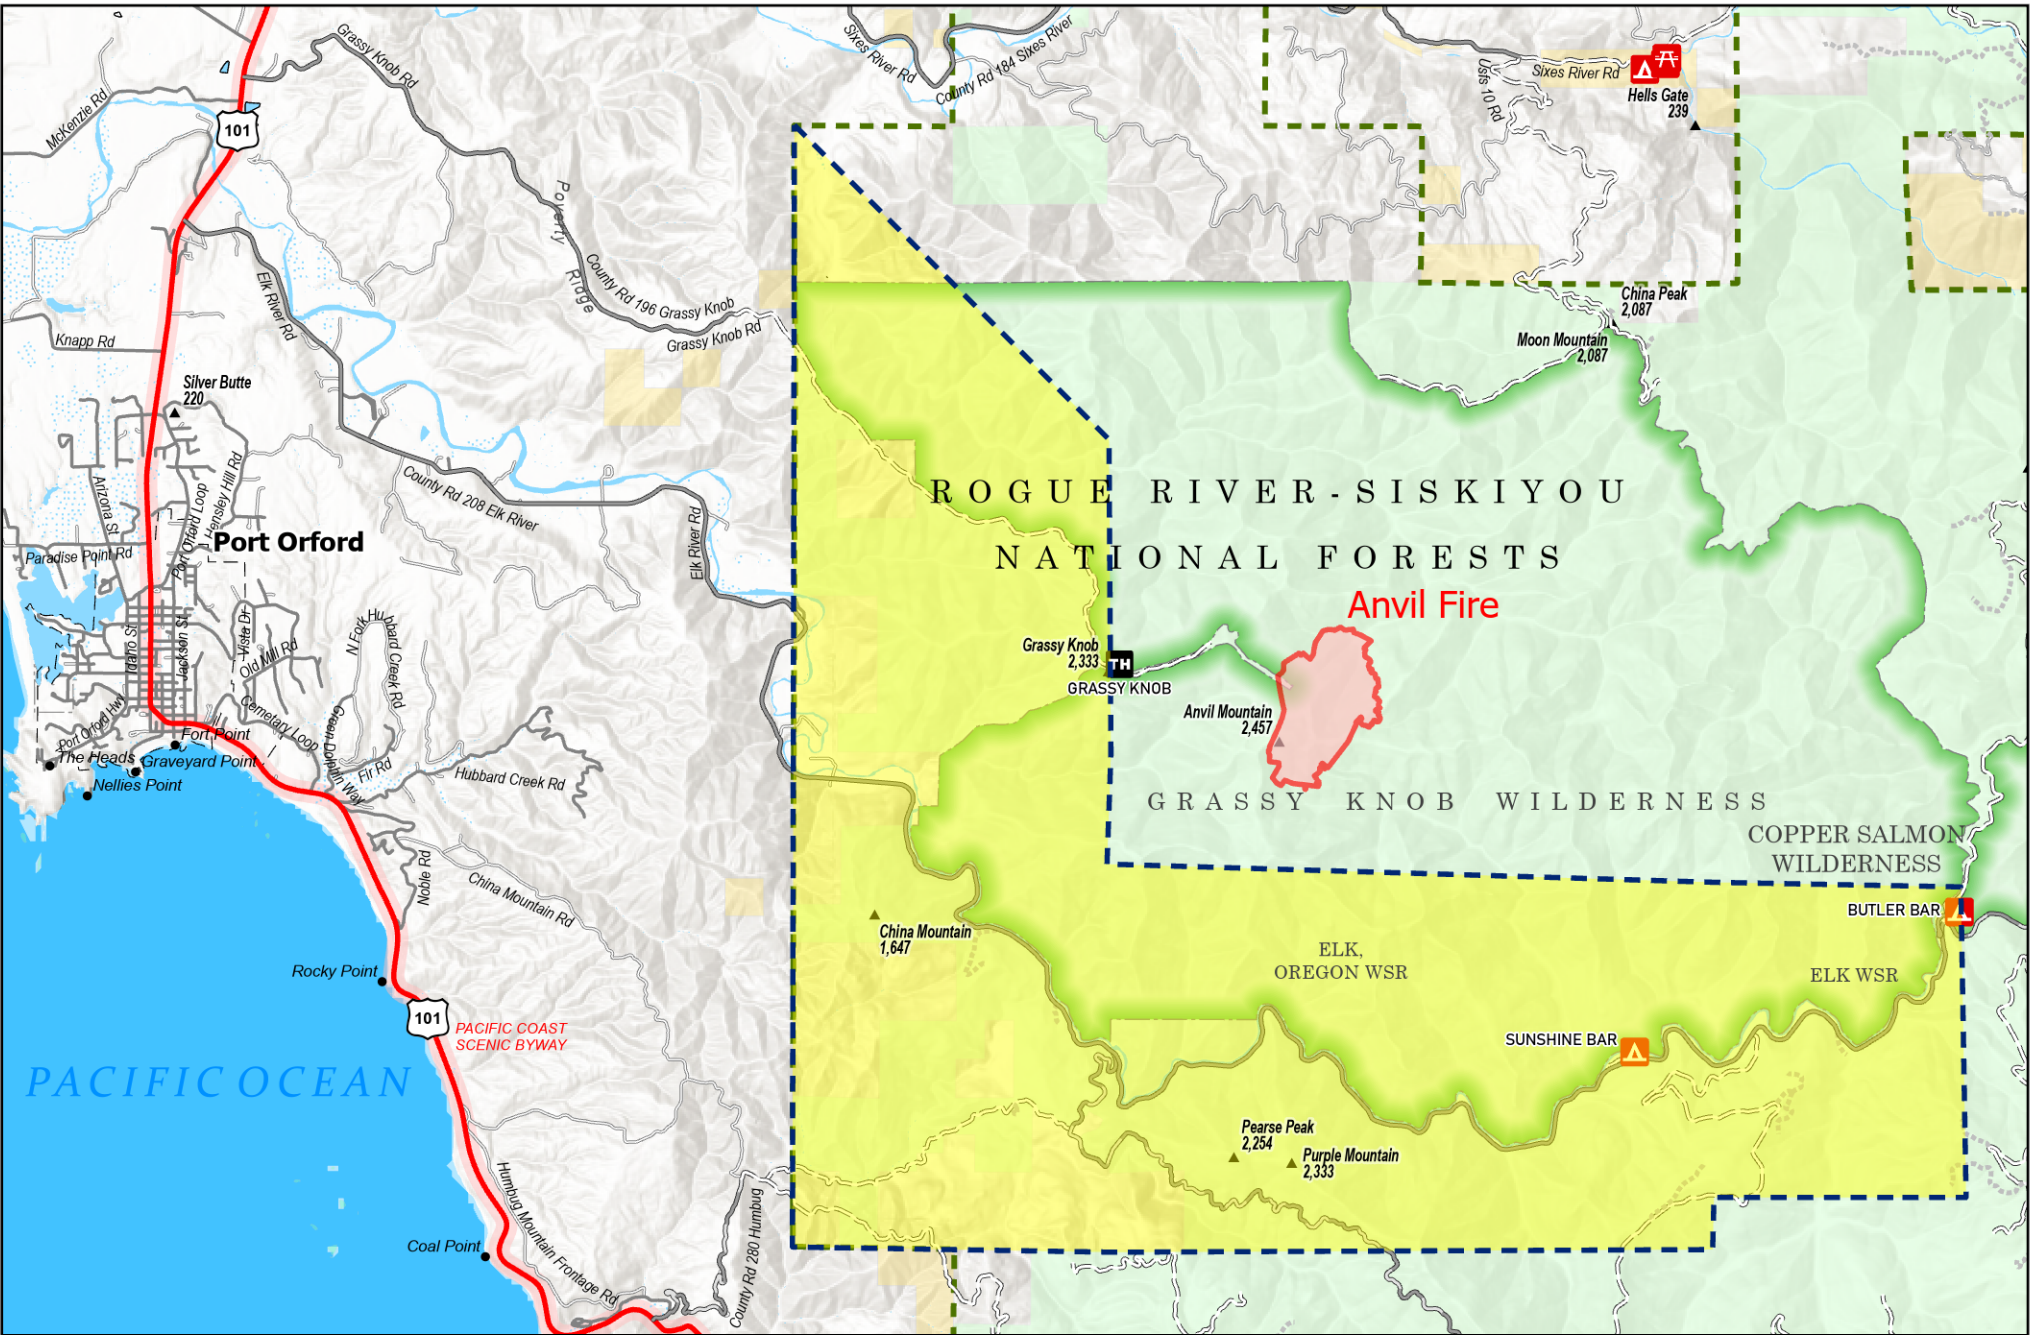 Grassy Knob Rd
Sixes River Rd
County Rd 184 Sixes River
Usfs 10 Rd
Sixes River Rd
Hells Gate
239
McKenzie Rd
101
Poverty
Ridge
County Rd 196 Grassy Knob
Grassy Knob Rd
Elk River Rd
China Peak
2,087
Moon Mountain
2,087
Knapp Rd
Silver Butte
220
Arizona St
Port Orford Loop
Hensley Hill Rd
County Rd 208 Elk River
Elk River Rd
ROGUE RIVER-SISKIYOU
NATIONAL FORESTS
Port Orford
Paradise Point Rd
Anvil Fire
Idaho St
Jackson St
Vista Dr
Old Mill Rd
N Fork Hubbard Creek Rd
Grassy Knob
2,333
TH
GRASSY KNOB
Anvil Mountain
2,457
Port Orford Hwy
Cemetary Loop
Green Dolphin Way
Fir Rd
Hubbard Creek Rd
Fort Point
The Heads
Graveyard Point
Nellies Point
GRASSY KNOB WILDERNESS
COPPER SALMON
WILDERNESS
Noble Rd
China Mountain Rd
BUTLER BAR
China Mountain
1,647
ELK,
OREGON WSR
ELK WSR
Rocky Point
101
PACIFIC COAST
SCENIC BYWAY
SUNSHINE BAR
PACIFIC OCEAN
Pearse Peak
2,254
Purple Mountain
2,333
Humbug Mountain Frontage Rd
County Rd 280 Humbug
Coal Point